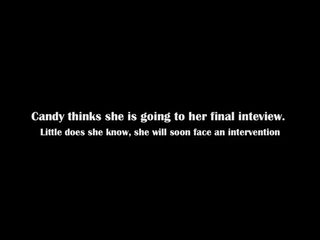 Candy thinks she is going to her final inteview.
Little does she know, she will soon face an intervention